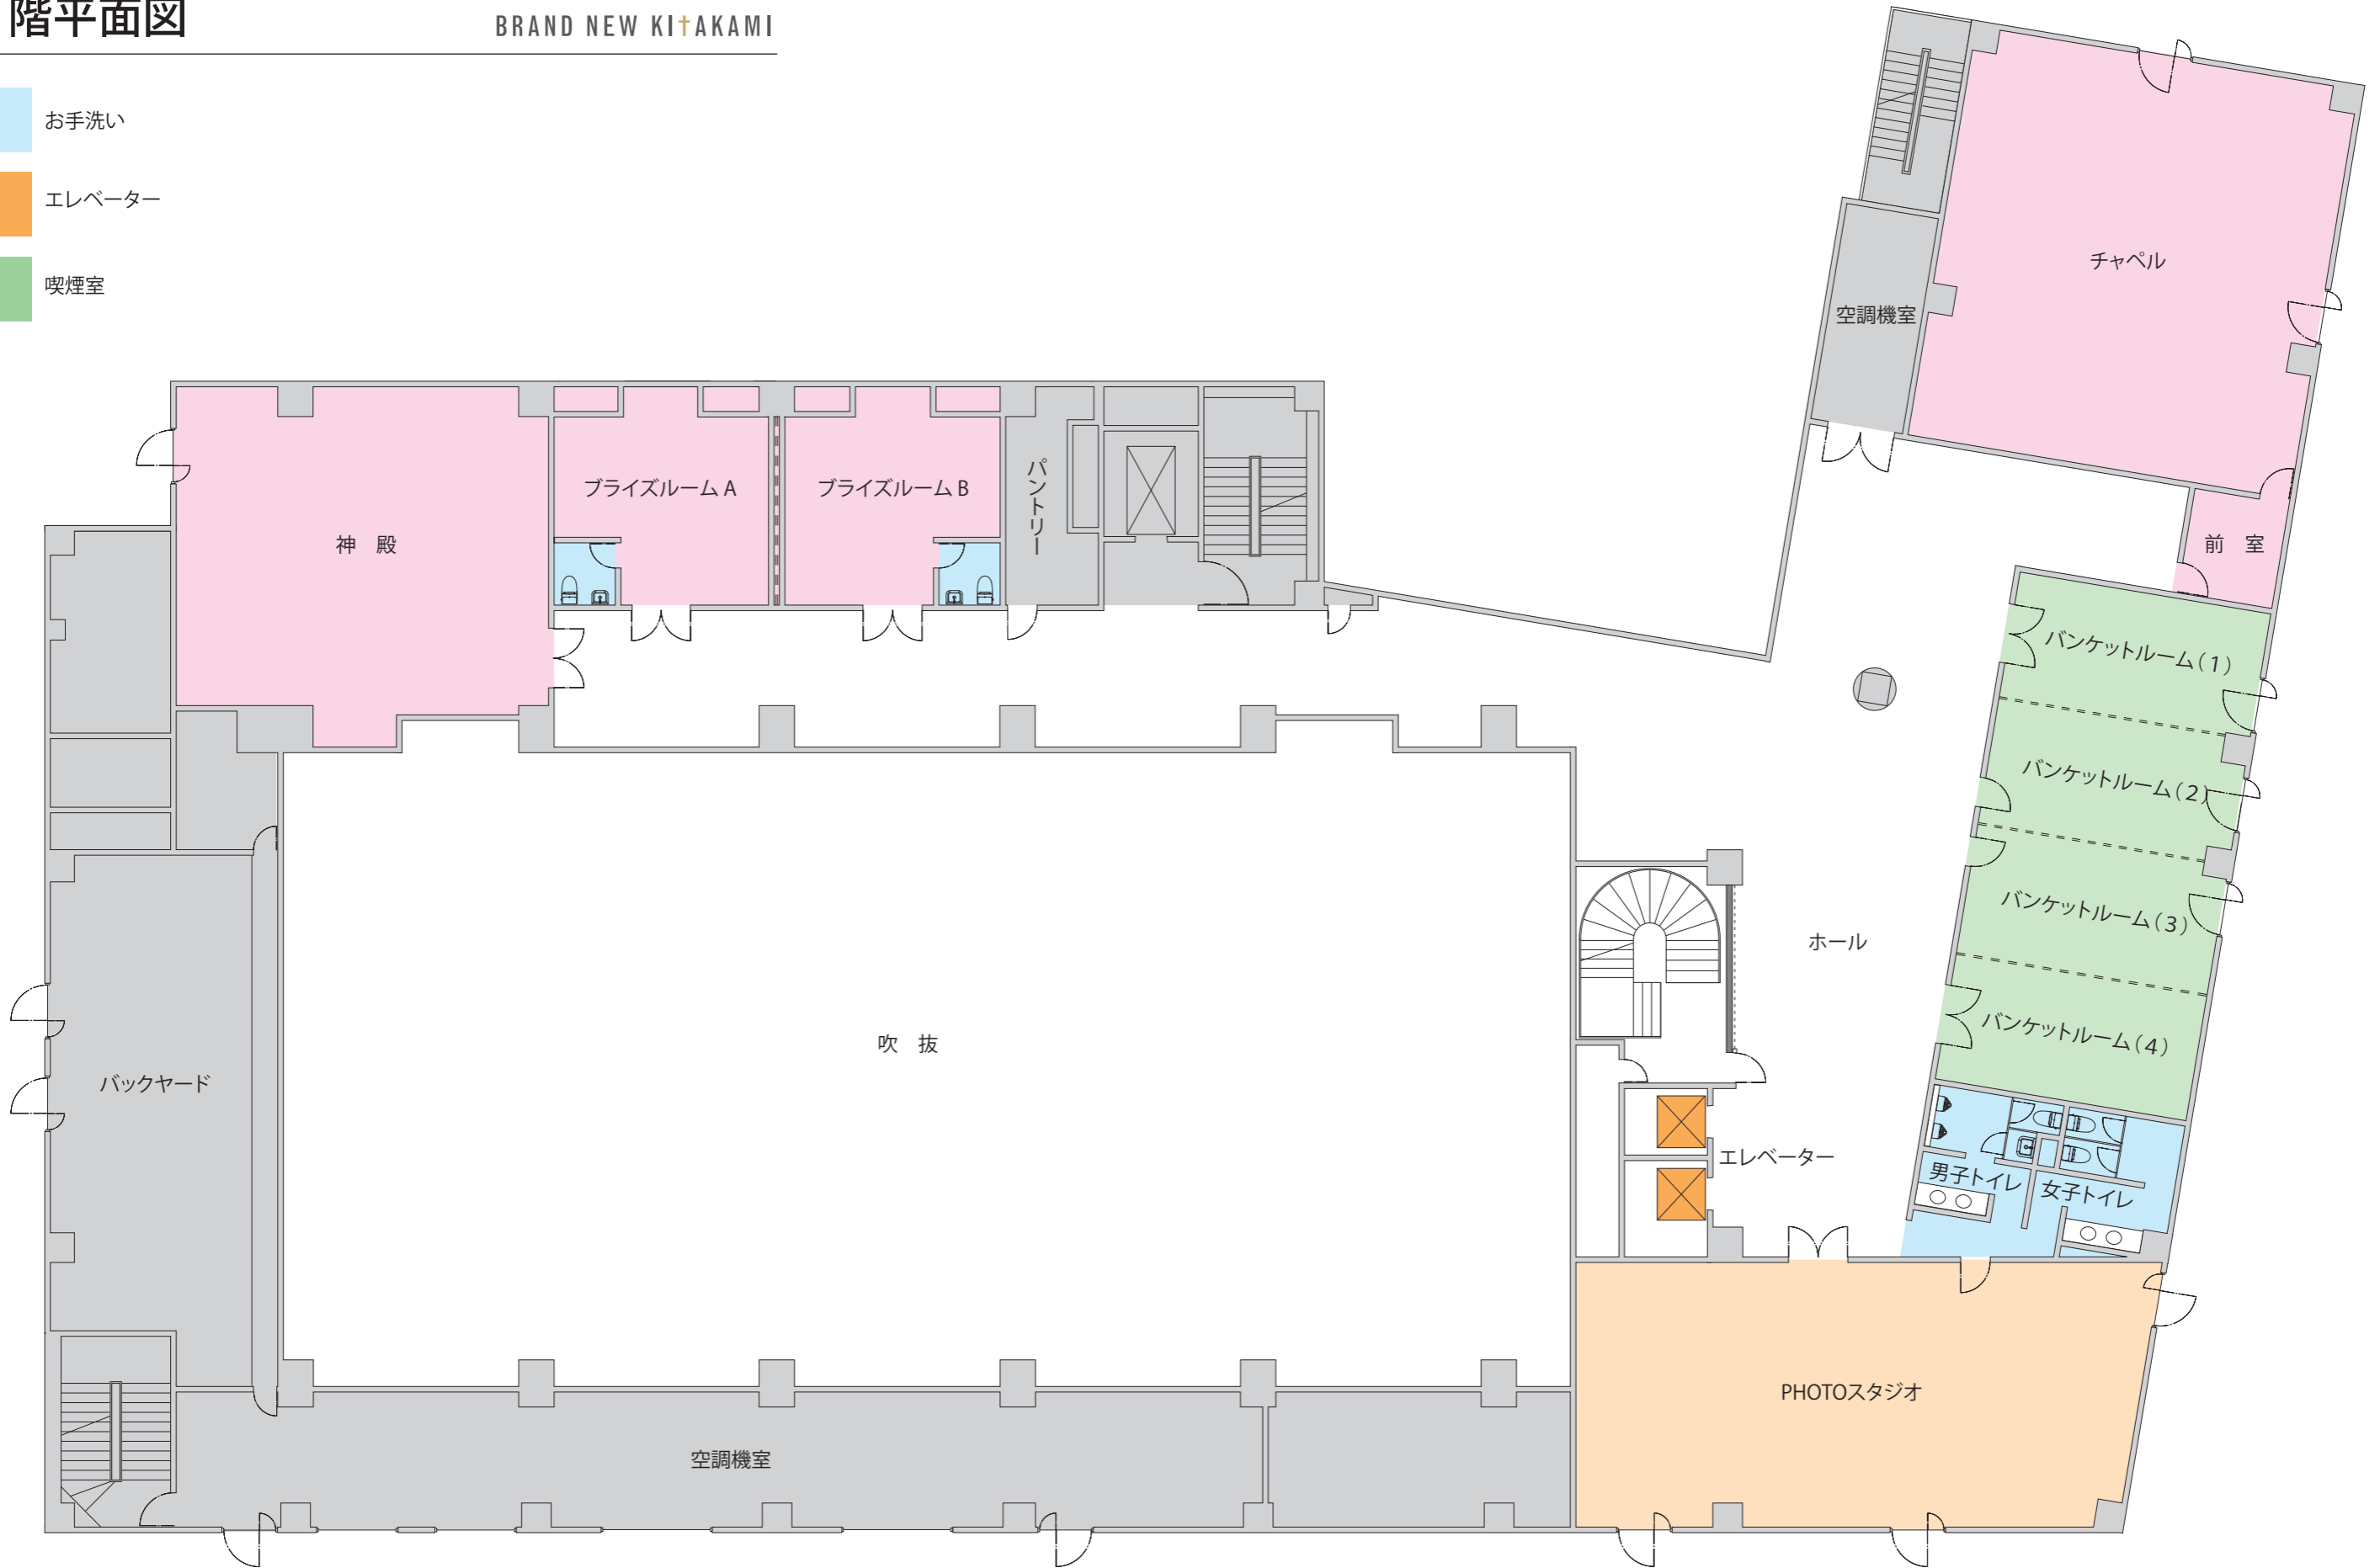 階平面図
BRAND NEW KI†AKAMI
お手洗い
エレベーター
喫煙室
チャペル
空調機室
前　室
神　殿
ブライズルーム A
ブライズルーム B
パントリー
バンケットルーム（1）
バンケットルーム（2）
バンケットルーム（3）
バンケットルーム（4）
ホール
吹　抜
バックヤード
エレベーター
男子トイレ
女子トイレ
PHOTOスタジオ
空調機室